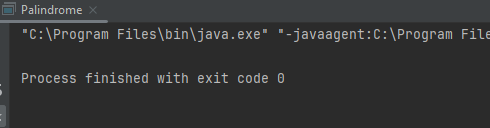 Palindrome
"C:\Program Files\bin\java.exe" "-javaagent:C:\Program File
Process finished with exit code 0